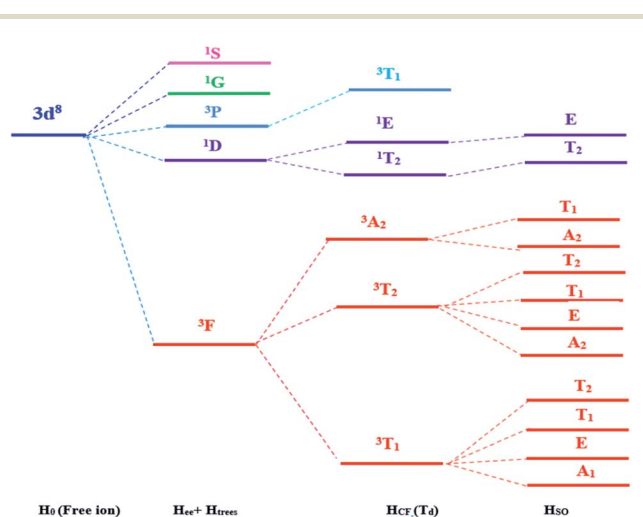 ¹S
¹G
3d⁸
³P
¹D
³F
³T₁
¹E
¹T₂
³A₂
³T₂
³T₁
E
T₂
T₁
A₂
T₂
T₁
E
A₂
T₂
T₁
E
A₁
H₀ (Free ion) Hₑₑ+ Hₜᵣₑₑₛ H_CF (T_d) H_SO